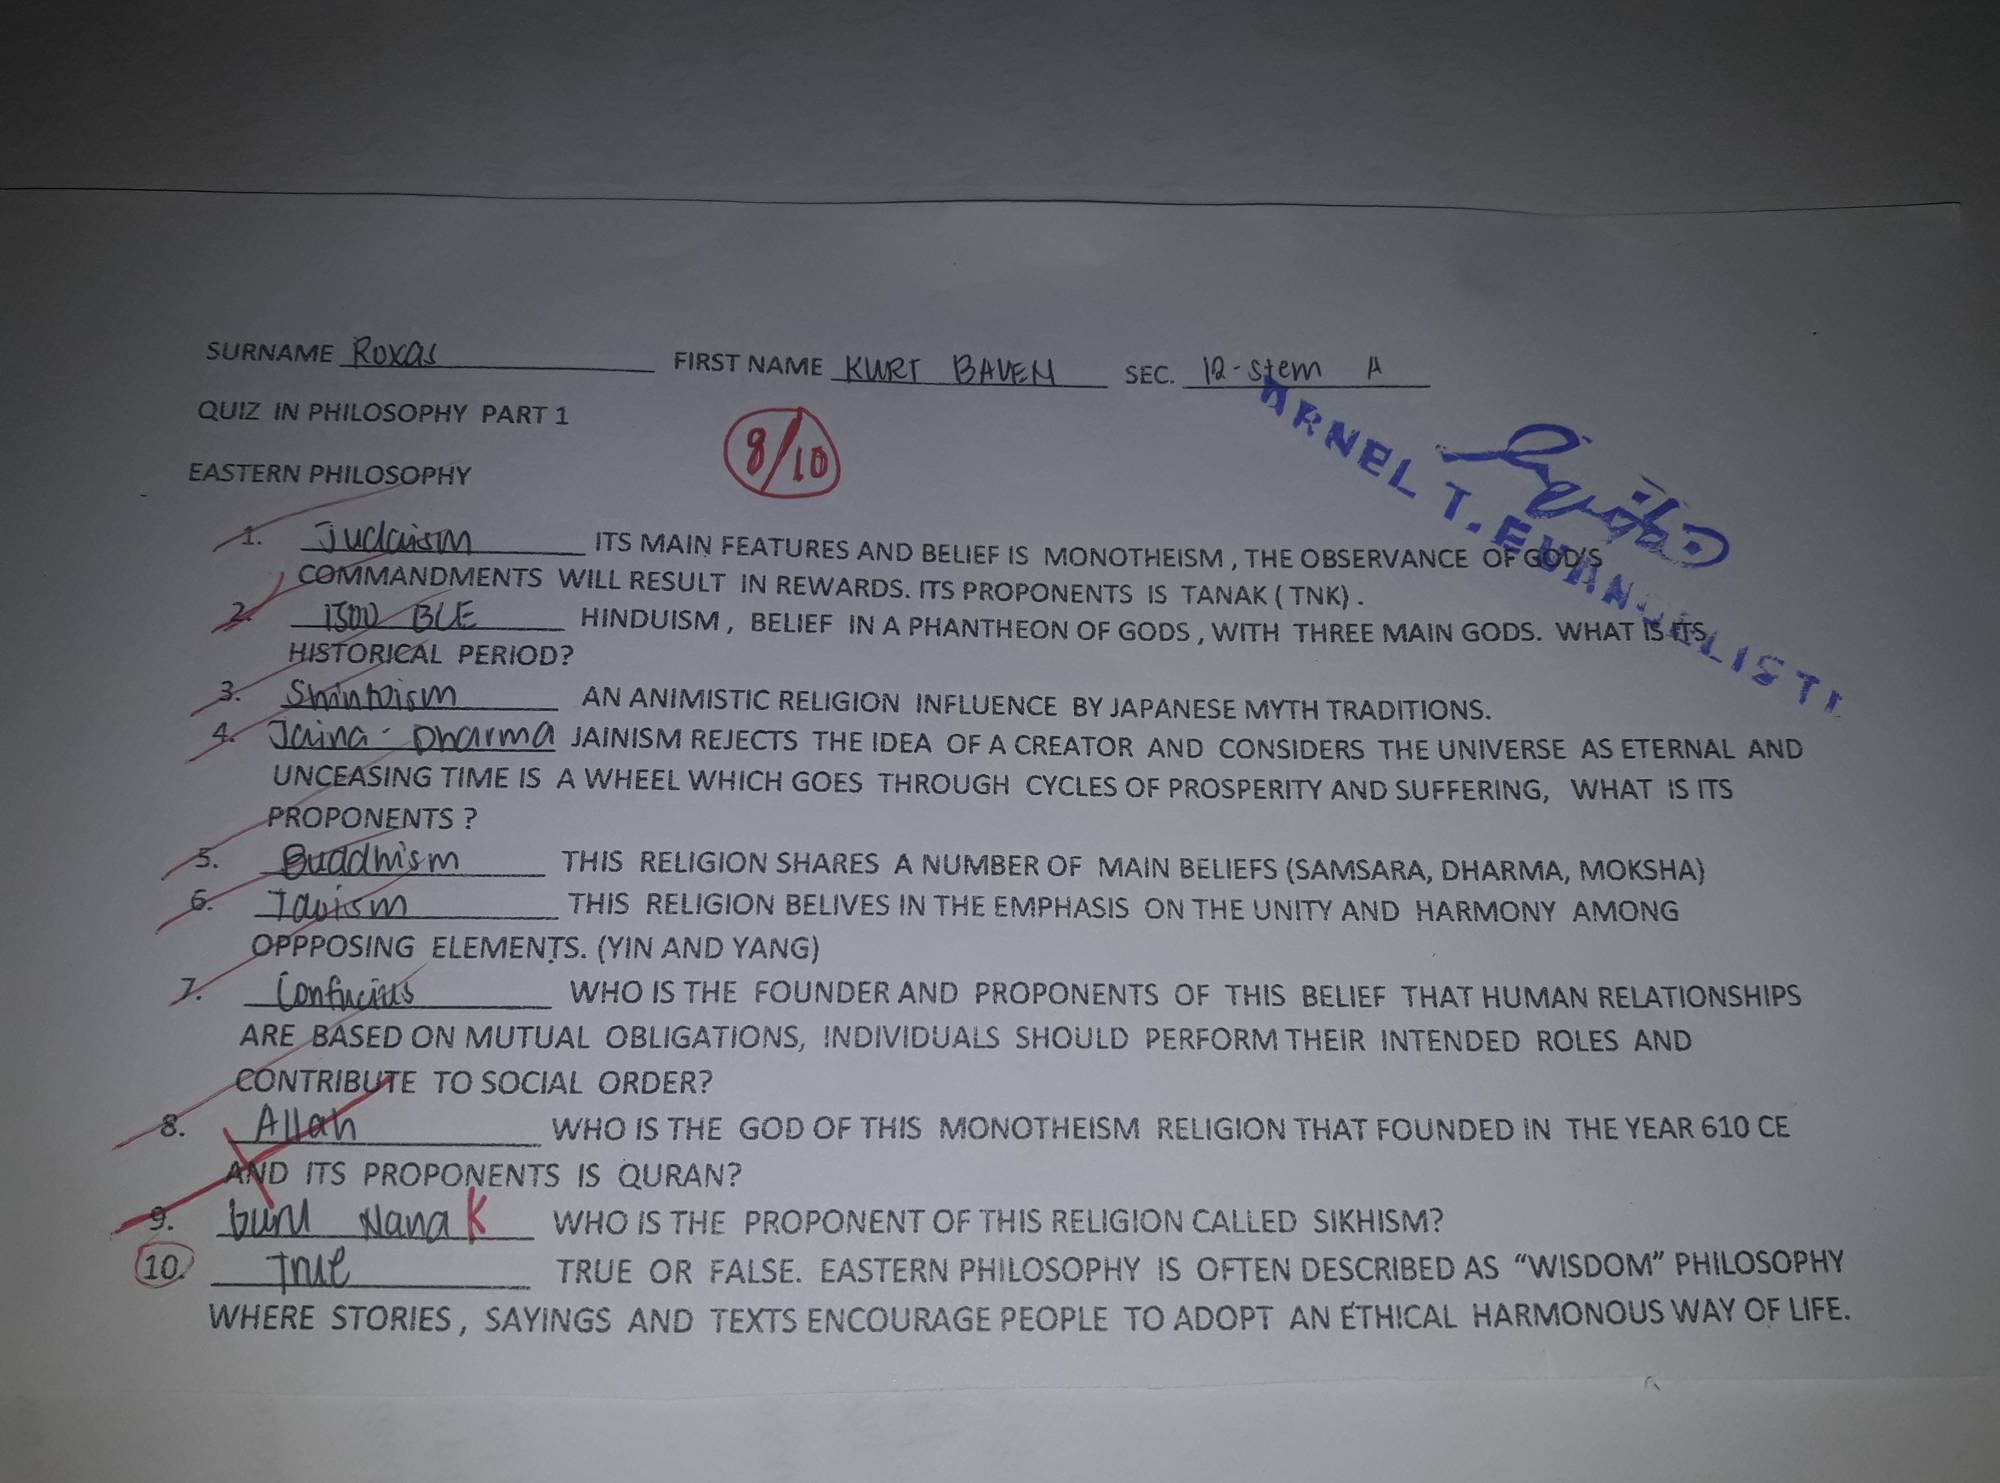 SURNAME Roxas FIRST NAME KURT BAVEN SEC. 12-stem A
QUIZ IN PHILOSOPHY PART 1
8/10
EASTERN PHILOSOPHY
ARNEL T. EVANGELISTA
1. Judaism ITS MAIN FEATURES AND BELIEF IS MONOTHEISM , THE OBSERVANCE OF GOD'S
COMMANDMENTS WILL RESULT IN REWARDS. ITS PROPONENTS IS TANAK ( TNK) .
2. 1500 BCE HINDUISM , BELIEF IN A PHANTHEON OF GODS , WITH THREE MAIN GODS. WHAT IS ITS
HISTORICAL PERIOD?
3. Shintoism AN ANIMISTIC RELIGION INFLUENCE BY JAPANESE MYTH TRADITIONS.
4. Jaina - Dharma JAINISM REJECTS THE IDEA OF A CREATOR AND CONSIDERS THE UNIVERSE AS ETERNAL AND
UNCEASING TIME IS A WHEEL WHICH GOES THROUGH CYCLES OF PROSPERITY AND SUFFERING, WHAT IS ITS
PROPONENTS ?
5. Buddhism THIS RELIGION SHARES A NUMBER OF MAIN BELIEFS (SAMSARA, DHARMA, MOKSHA)
6. Taoism THIS RELIGION BELIVES IN THE EMPHASIS ON THE UNITY AND HARMONY AMONG
OPPPOSING ELEMENTS. (YIN AND YANG)
7. Confucius WHO IS THE FOUNDER AND PROPONENTS OF THIS BELIEF THAT HUMAN RELATIONSHIPS
ARE BASED ON MUTUAL OBLIGATIONS, INDIVIDUALS SHOULD PERFORM THEIR INTENDED ROLES AND
CONTRIBUTE TO SOCIAL ORDER?
8. Allah WHO IS THE GOD OF THIS MONOTHEISM RELIGION THAT FOUNDED IN THE YEAR 610 CE
AND ITS PROPONENTS IS QURAN?
9. Guru Nanak WHO IS THE PROPONENT OF THIS RELIGION CALLED SIKHISM?
10. True TRUE OR FALSE. EASTERN PHILOSOPHY IS OFTEN DESCRIBED AS “WISDOM” PHILOSOPHY
WHERE STORIES , SAYINGS AND TEXTS ENCOURAGE PEOPLE TO ADOPT AN ETHICAL HARMONOUS WAY OF LIFE.